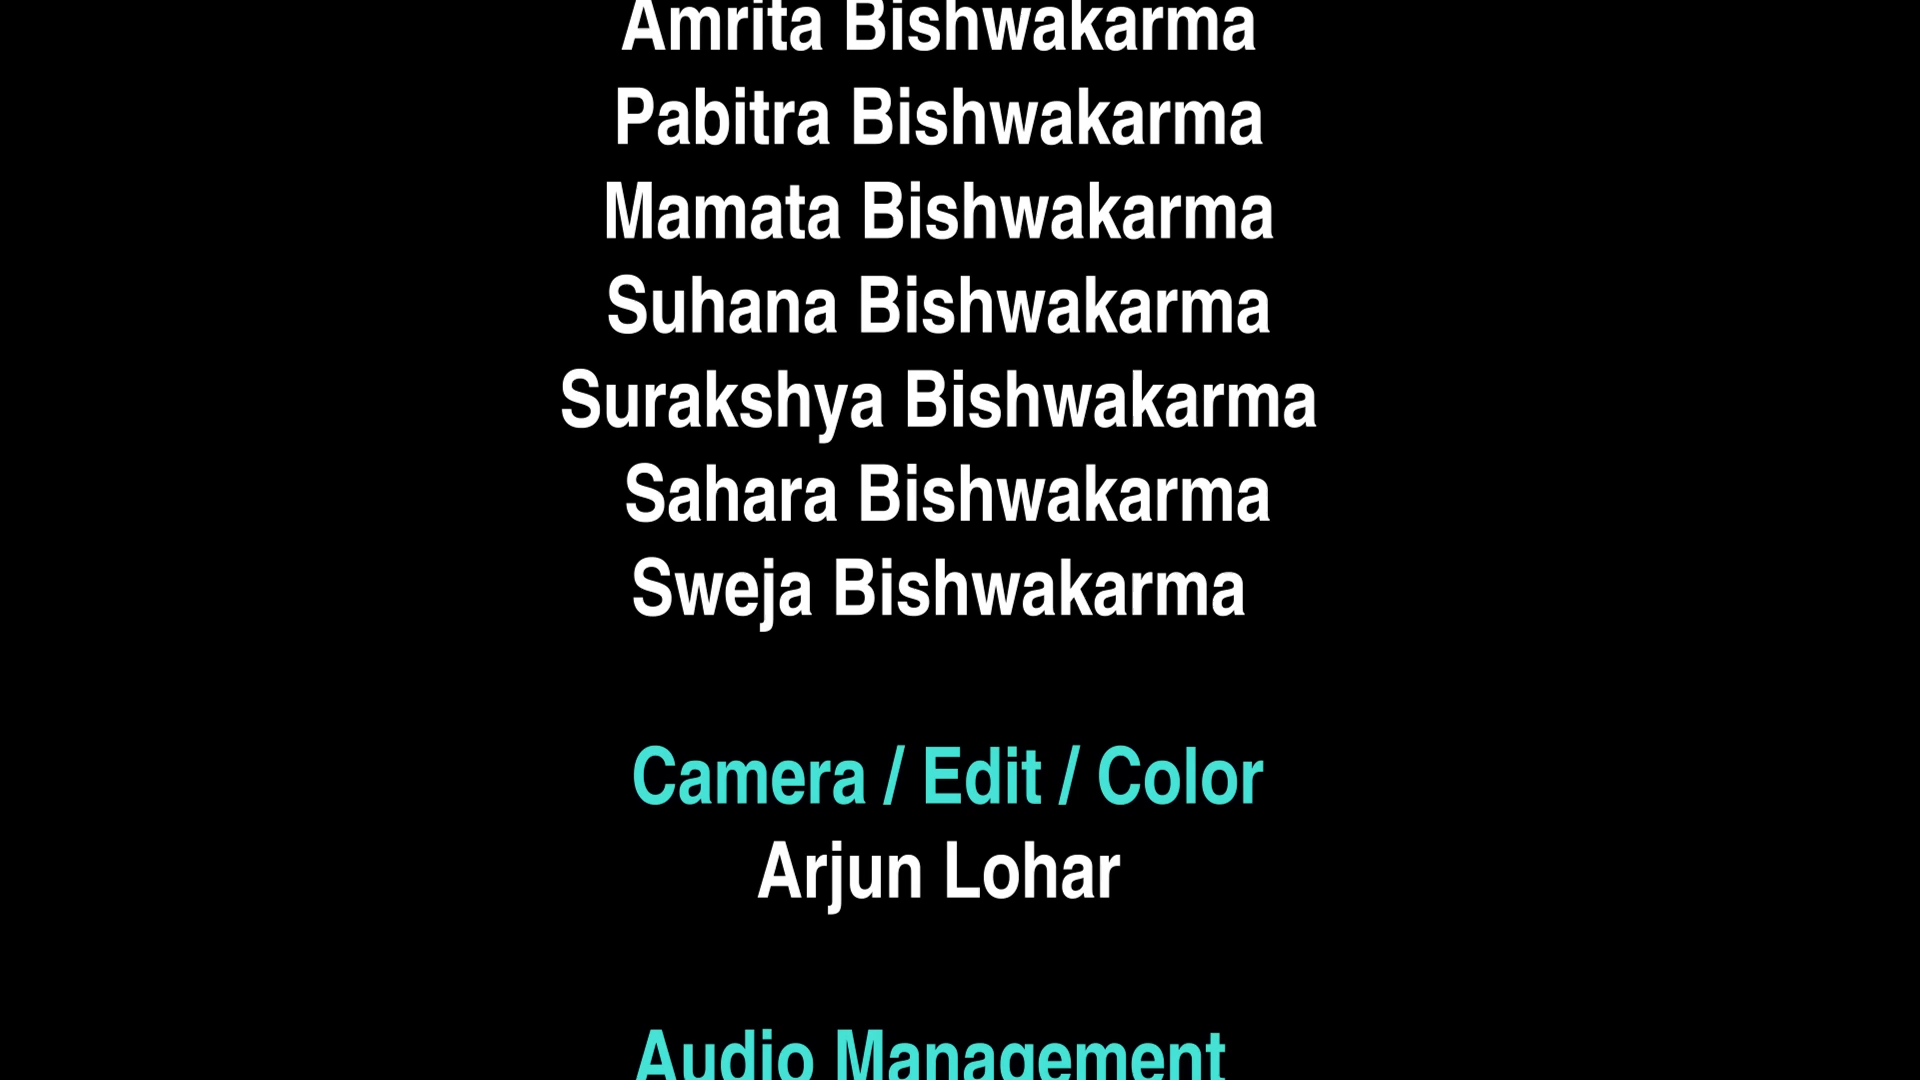 Amrita Bishwakarma
Pabitra Bishwakarma
Mamata Bishwakarma
Suhana Bishwakarma
Surakshya Bishwakarma
Sahara Bishwakarma
Sweja Bishwakarma
Camera / Edit / Color
Arjun Lohar
Audio Management